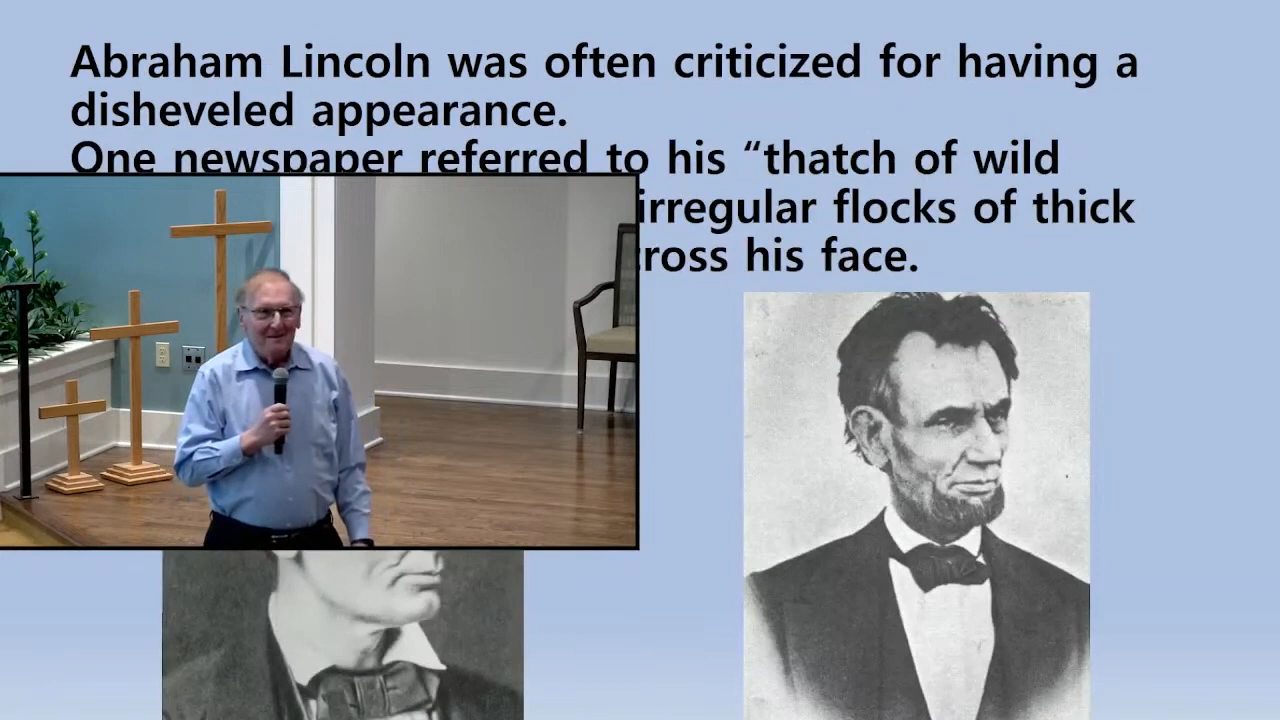 Abraham Lincoln was often criticized for having a
disheveled appearance.
One newspaper referred to his “thatch of wild
irregular flocks of thick
his face.